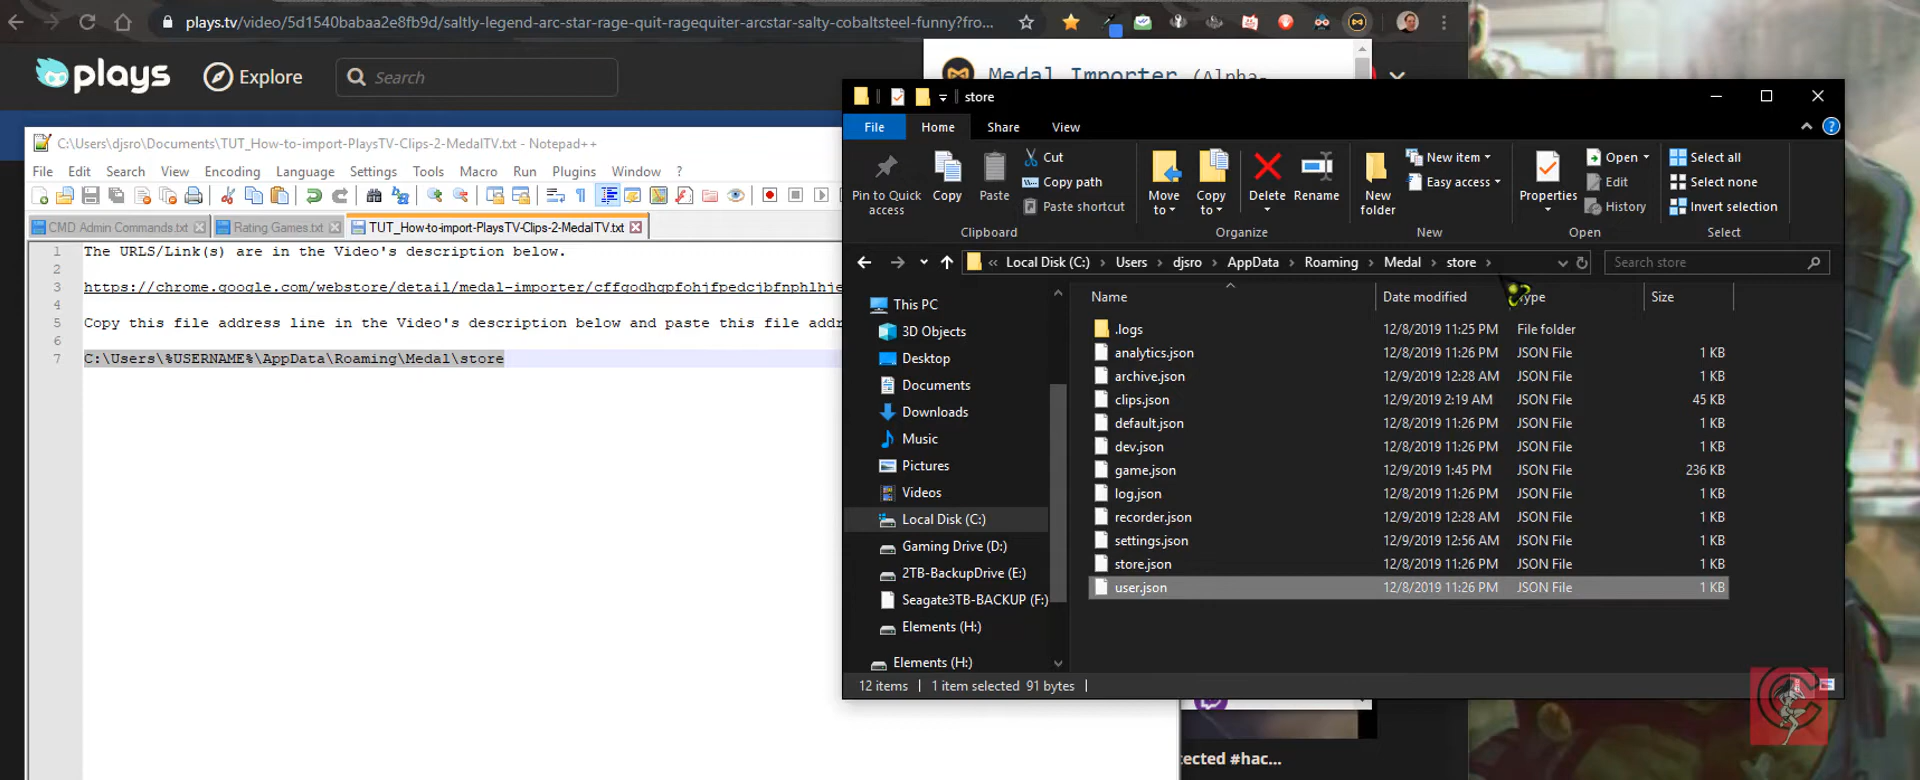 plays.tv/video/5d1540babaa2e8fb9d/saltly-legend-arc-star-rage-quit-ragequiter-arcstar-salty-cobaltsteel-funny?fro...
plays
Explore
Search
Medal Importer (Alpha-
C:\Users\djsro\Documents\TUT_How-to-import-PlaysTV-Clips-2-MedalTV.txt - Notepad++
File Edit Search View Encoding Language Settings Tools Macro Run Plugins Window ?
CMD Admin Commands.txt
Rating Games.txt
TUT_How-to-import-PlaysTV-Clips-2-MedalTV.txt
1 The URLS/Link(s) are in the Video's description below.
2
3 https://chrome.google.com/webstore/detail/medal-importer/cffgodhgpfohjfpedcjbfnphlhje
4
5 Copy this file address line in the Video's description below and paste this file addr
6
7 C:\Users\%USERNAME%\AppData\Roaming\Medal\store
store
File Home Share View
Pin to Quick access
Copy
Paste
Cut
Copy path
Paste shortcut
Clipboard
Move to
Copy to
Delete
Rename
Organize
New folder
New item
Easy access
New
Properties
Open
Edit
History
Open
Select all
Select none
Invert selection
Select
« Local Disk (C:) > Users > djsro > AppData > Roaming > Medal > store >
Search store
This PC
3D Objects
Desktop
Documents
Downloads
Music
Pictures
Videos
Local Disk (C:)
Gaming Drive (D:)
2TB-BackupDrive (E:)
Seagate3TB-BACKUP (F:)
Elements (H:)
Elements (H:)
Name Date modified Type Size
.logs 12/8/2019 11:25 PM File folder
analytics.json 12/8/2019 11:26 PM JSON File 1 KB
archive.json 12/9/2019 12:28 AM JSON File 1 KB
clips.json 12/9/2019 2:19 AM JSON File 45 KB
default.json 12/8/2019 11:26 PM JSON File 1 KB
dev.json 12/8/2019 11:26 PM JSON File 1 KB
game.json 12/9/2019 1:45 PM JSON File 236 KB
log.json 12/8/2019 11:26 PM JSON File 1 KB
recorder.json 12/9/2019 12:28 AM JSON File 1 KB
settings.json 12/9/2019 12:56 AM JSON File 1 KB
store.json 12/8/2019 11:26 PM JSON File 1 KB
user.json 12/8/2019 11:26 PM JSON File 1 KB
12 items 1 item selected 91 bytes
tected #hac...